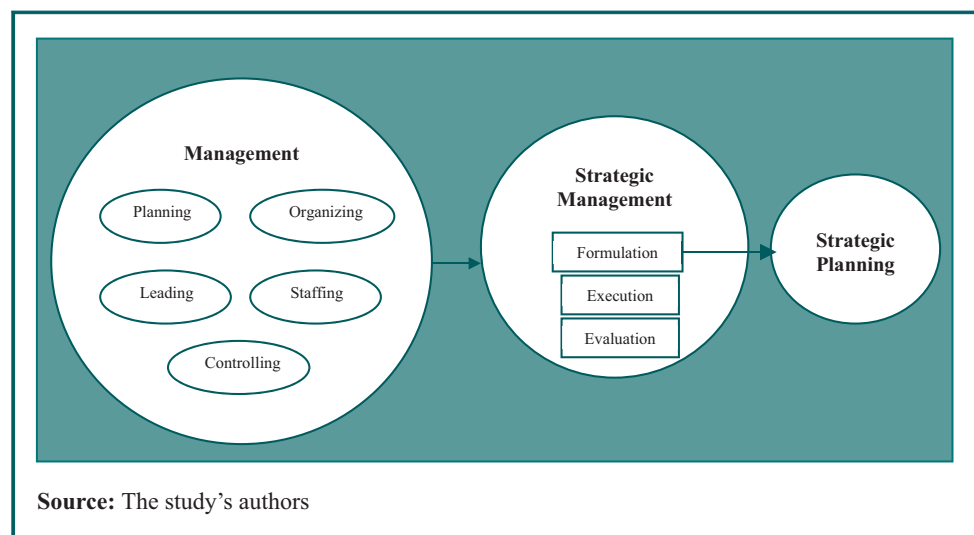 Management
Planning
Organizing
Leading
Staffing
Controlling
Strategic
Management
Formulation
Execution
Evaluation
Strategic
Planning
Source: The study’s authors